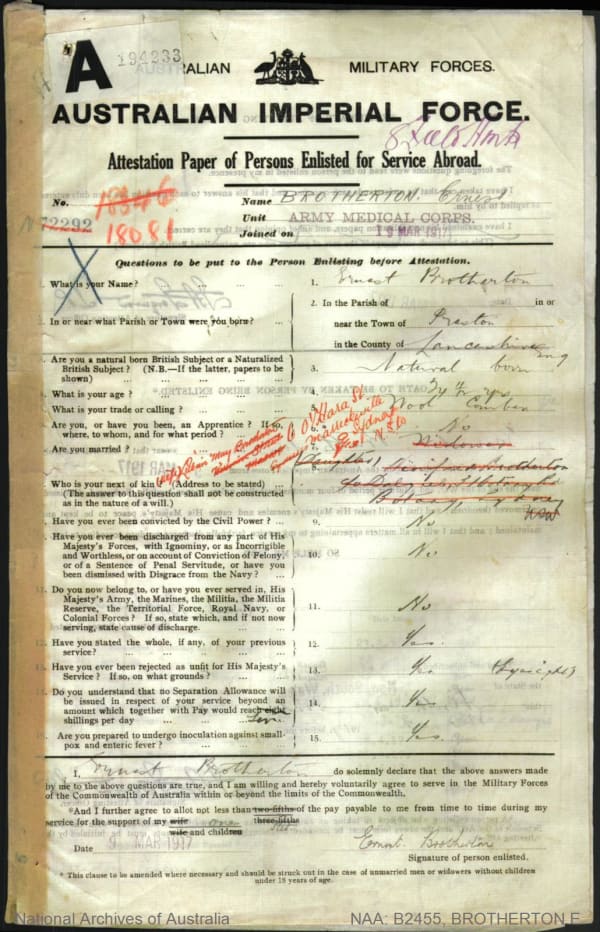 A
194233
AUSTRALIAN MILITARY FORCES.
AUSTRALIAN IMPERIAL FORCE.
Attestation Paper of Persons Enlisted for Service Abroad.
No. 18346
N72292
18081
Name BROTHERTON. Ernest
Unit ARMY MEDICAL CORPS.
Joined on 19 MAR 1917
Questions to be put to the Person Enlisting before Attestation.
1. What is your Name? ... ... ... 1. Ernest Brotherton
2. In or near what Parish or Town were you born? ... 2. In the Parish of in or
near the Town of Preston
in the County of Lancashire Eng
3. Are you a natural born British Subject or a Naturalized
British Subject? (N.B.—If the latter, papers to be
shown) ... ... ... 3. Natural born
What is your age? ... ... ... 4.
What is your trade or calling? ... ... Wool Comber
Are you, or have you been, an Apprentice? If so,
where, to whom, and for what period? ... No
Are you married? ... ... Widower
wife Helena May Brotherton
6 O'Hara St
Marrickville
Sydney
N.S.W
Who is your next of kin? (Address to be stated) ... (Daughter) Brotherton
(The answer to this question shall not be construed
as in the nature of a will.) Botany
NSW
Have you ever been convicted by the Civil Power? ... 9. No
Have you ever been discharged from any part of His
Majesty's Forces, with Ignominy, or as Incorrigible
and Worthless, or on account of Conviction of Felony,
or of a Sentence of Penal Servitude, or have you
been dismissed with Disgrace from the Navy? ... 10. No
Do you now belong to, or have you ever served in, His
Majesty's Army, the Marines, the Militia, the Militia
Reserve, the Territorial Force, Royal Navy, or
Colonial Forces? If so, state which, and if not now
serving, state cause of discharge. 11. No
Have you stated the whole, if any, of your previous
service? ... ... ... 12. Yes.
Have you ever been rejected as unfit for His Majesty's
Service? If so, on what grounds? ... 13. (Eyesight)
Do you understand that no Separation Allowance will
be issued in respect of your service beyond an
amount which together with Pay would reach eight
shillings per day ... ... ten 14. Yes.
Are you prepared to undergo inoculation against small-
pox and enteric fever? ... ... 15. Yes.
I, Ernest Brotherton do solemnly declare that the above answers made
by me to the above questions are true, and I am willing and hereby voluntarily agree to serve in the Military Forces
of the Commonwealth of Australia within or beyond the limits of the Commonwealth.
*And I further agree to allot not less than two-fifths of the pay payable to me from time to time during my
three-fifths
service for the support of my wife one
wife and children
Date 9 MAR 1917 Ernest Brotherton
Signature of person enlisted.
* This clause to be amended where necessary and should be struck out in the case of unmarried men or widowers without children
under 18 years of age.
National Archives of Australia NAA: B2455, BROTHERTON E